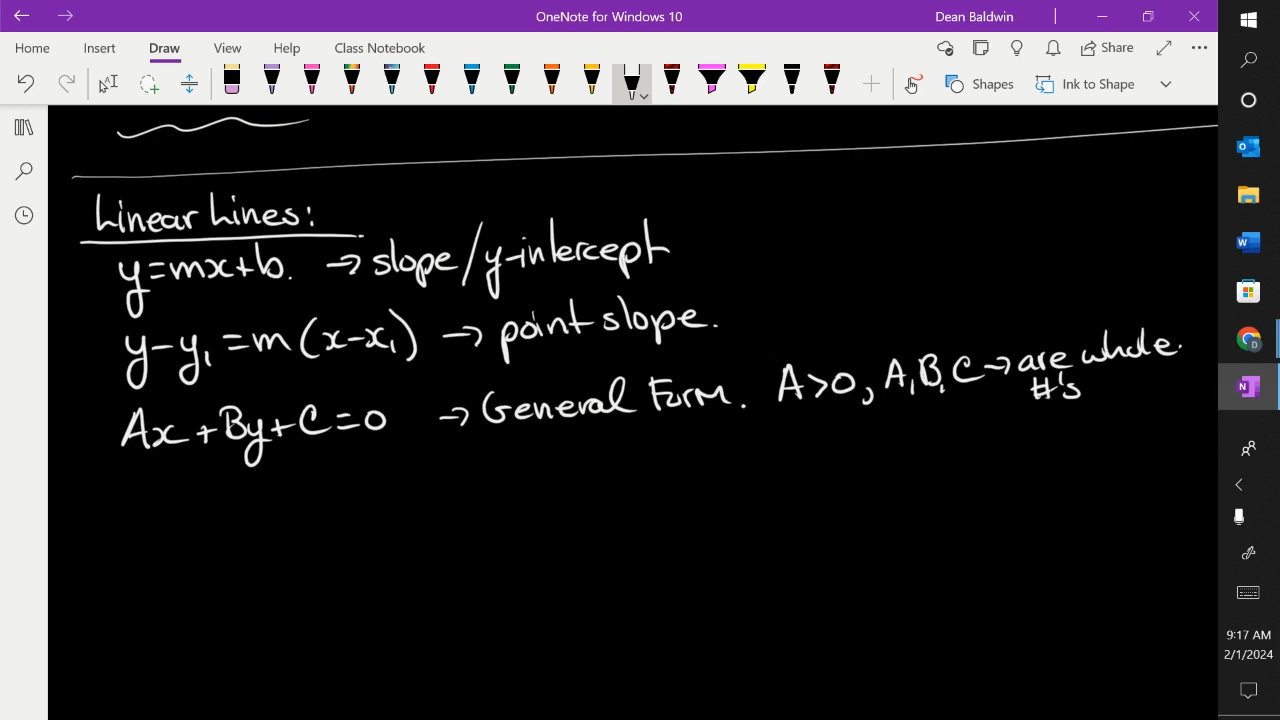 OneNote for Windows 10
Dean Baldwin
Home Insert Draw View Help Class Notebook
Share
Shapes
Ink to Shape
Linear Lines:
y=mx+b. → slope/y-intercept
y-y₁=m(x-x₁) → point slope.
Ax+By+C=0 → General Form. A>0, A,B,C → are whole.
#'s
9:17 AM
2/1/2024